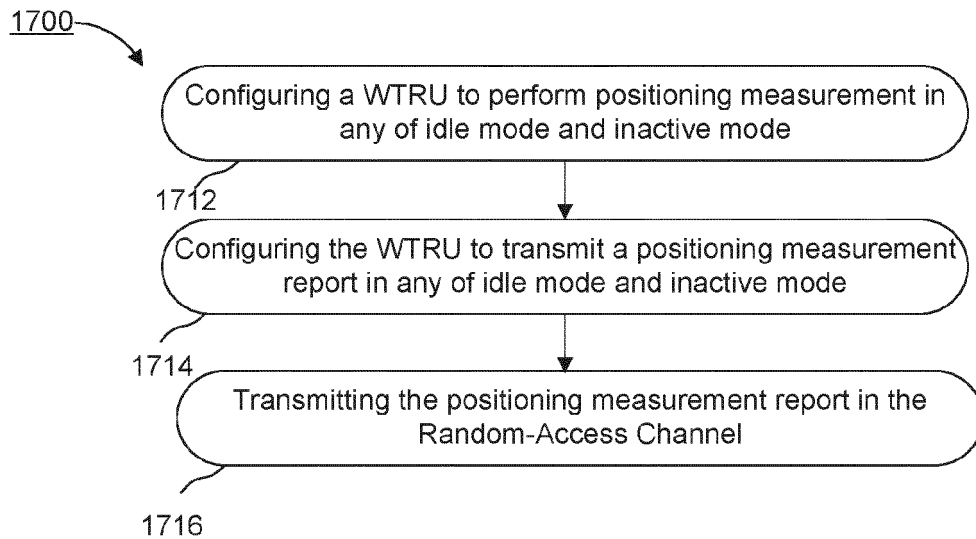 1700
Configuring a WTRU to perform positioning measurement in
any of idle mode and inactive mode
1712
Configuring the WTRU to transmit a positioning measurement
report in any of idle mode and inactive mode
1714
Transmitting the positioning measurement report in the
Random-Access Channel
1716